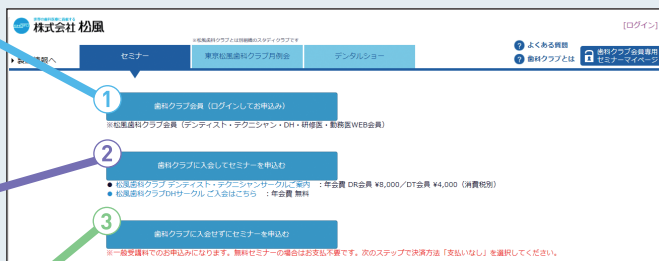 世界の歯科医療に貢献する
株式会社 松風
[ログイン]
※松風歯科クラブとは別組織のスタディクラブです
情報へ
セミナー
東京松風歯科クラブ月例会
デンタルショー
? よくある質問
? 歯科クラブとは
歯科クラブ会員専用
セミナーマイページ
1
歯科クラブ会員（ログインしてお申込み）
※松風歯科クラブ会員（デンティスト・テクニシャン・DH・研修医・勤務医WEB会員）
2
歯科クラブに入会してセミナーを申込む
● 松風歯科クラブ デンティスト・テクニシャンサークルご案内 ：年会費 DR会員 ¥8,000／DT会員 ¥4,000（消費税別）
● 松風歯科クラブDHサークル ご入会はこちら ：年会費 無料
3
歯科クラブに入会せずにセミナーを申込む
※一般受講料でのお申込みになります。無料セミナーの場合はお支払不要です。次のステップで決済方法「支払いなし」を選択してください。